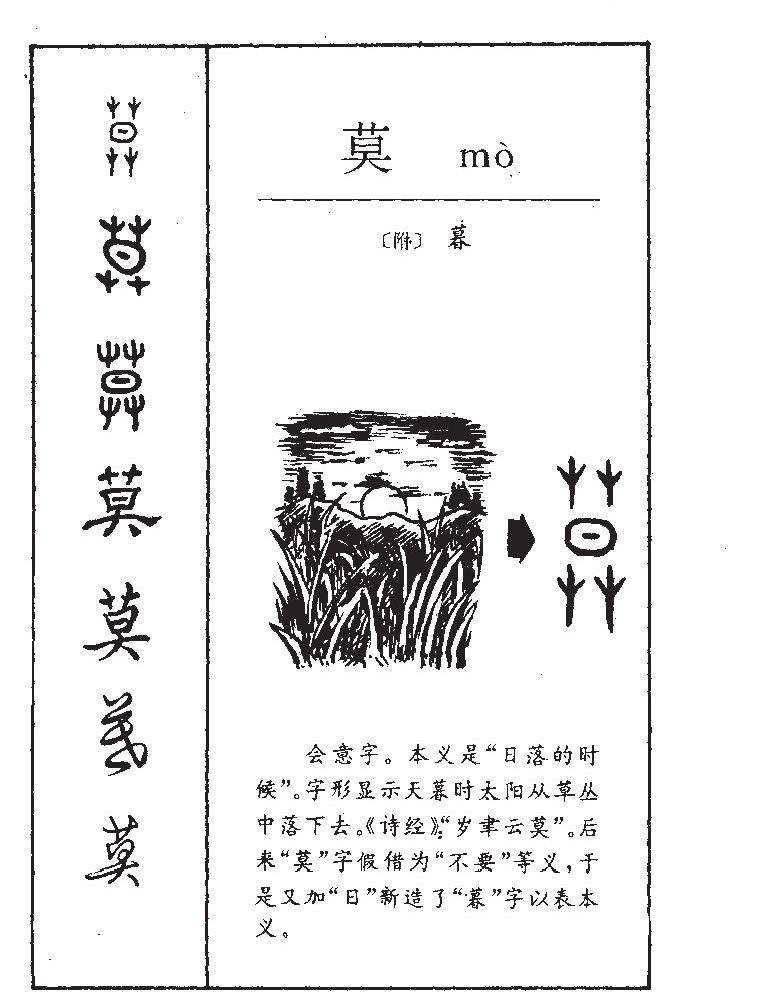 莫 mò
〔附〕 暮
会意字。本义是“日落的时
候”。字形显示天暮时太阳从草丛
中落下去。《诗经》:“岁聿云莫”。后
来“莫”字假借为“不要”等义,于
是又加“日”新造了“暮”字以表本
义。
莫
莫
莫
莫